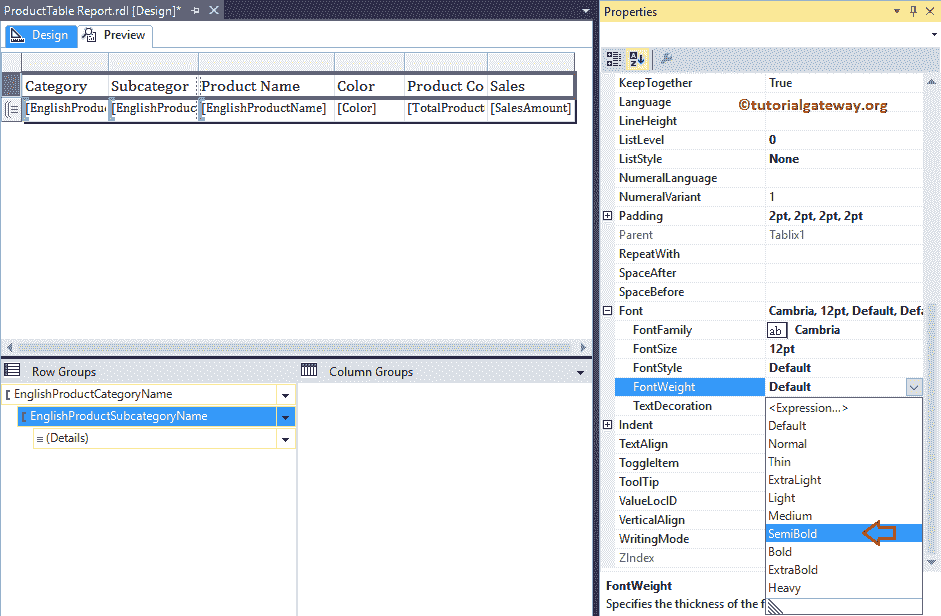 ProductTable Report.rdl [Design]*
Design Preview
Category Subcategor Product Name Color Product Co Sales
[EnglishProdu [EnglishProduc [EnglishProductName] [Color] [TotalProduct [SalesAmount]
Row Groups
Column Groups
EnglishProductCategoryName
EnglishProductSubcategoryName
(Details)
Properties
©tutorialgateway.org
KeepTogether True
Language
LineHeight
ListLevel 0
ListStyle None
NumeralLanguage
NumeralVariant 1
Padding 2pt, 2pt, 2pt, 2pt
Parent Tablix1
RepeatWith
SpaceAfter
SpaceBefore
Font Cambria, 12pt, Default, Defa
FontFamily ab Cambria
FontSize 12pt
FontStyle Default
FontWeight Default
TextDecoration
Indent
TextAlign
ToggleItem
ToolTip
ValueLocID
VerticalAlign
WritingMode
ZIndex
<Expression...>
Default
Normal
Thin
ExtraLight
Light
Medium
SemiBold
Bold
ExtraBold
Heavy
FontWeight
Specifies the thickness of the f